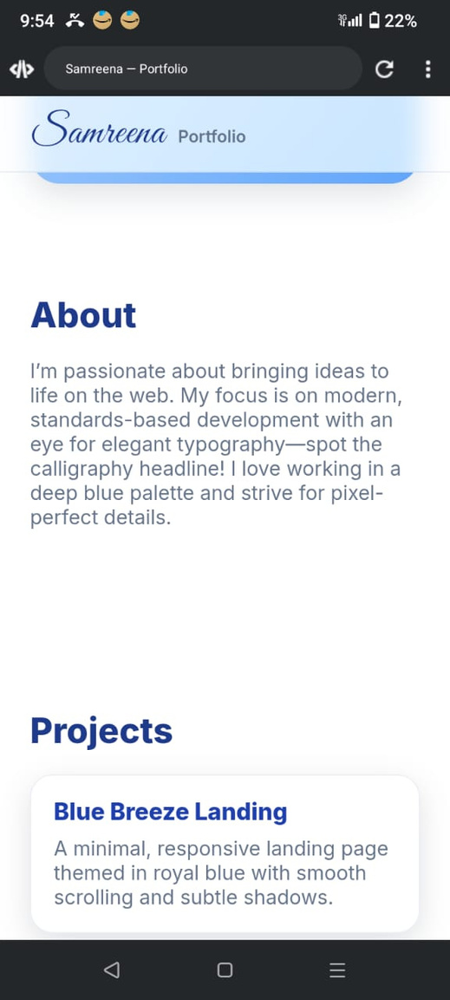 9:54
22%
Samreena — Portfolio
Samreena Portfolio
About
I’m passionate about bringing ideas to
life on the web. My focus is on modern,
standards-based development with an
eye for elegant typography—spot the
calligraphy headline! I love working in a
deep blue palette and strive for pixel-
perfect details.
Projects
Blue Breeze Landing
A minimal, responsive landing page
themed in royal blue with smooth
scrolling and subtle shadows.